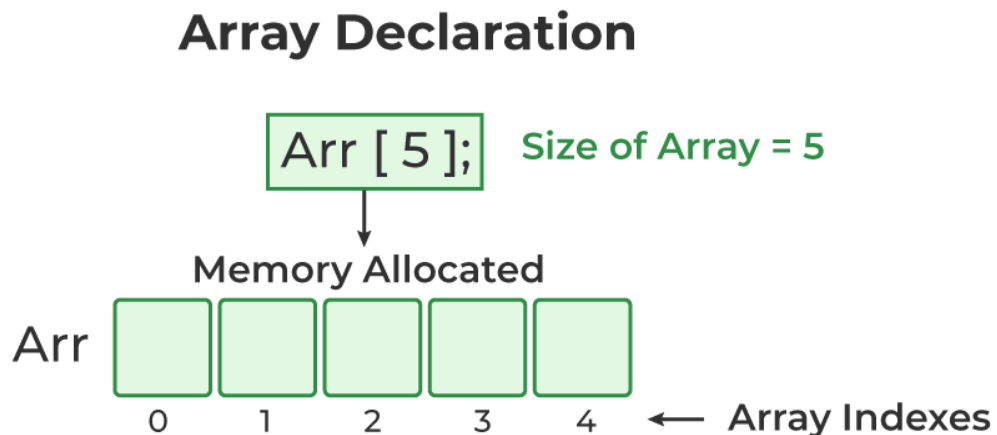 Array Declaration
Arr [ 5 ]; Size of Array = 5
Memory Allocated
Arr
0 1 2 3 4 Array Indexes